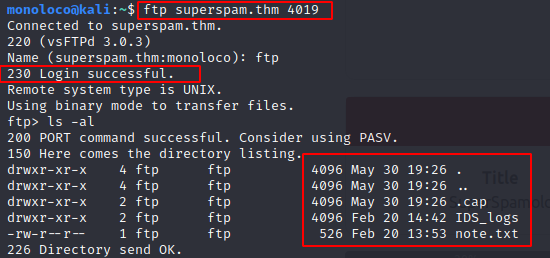 monoloco@kali:~$ ftp superspam.thm 4019
Connected to superspam.thm.
220 (vsFTPd 3.0.3)
Name (superspam.thm:monoloco): ftp
230 Login successful.
Remote system type is UNIX.
Using binary mode to transfer files.
ftp> ls -al
200 PORT command successful. Consider using PASV.
150 Here comes the directory listing.
drwxr-xr-x    4 ftp      ftp          4096 May 30 19:26 .
drwxr-xr-x    4 ftp      ftp          4096 May 30 19:26 ..
drwxr-xr-x    2 ftp      ftp          4096 May 30 19:26 .cap
drwxr-xr-x    2 ftp      ftp          4096 Feb 20 14:42 IDS_logs
-rw-r--r--    1 ftp      ftp           526 Feb 20 13:53 note.txt
226 Directory send OK.
Title